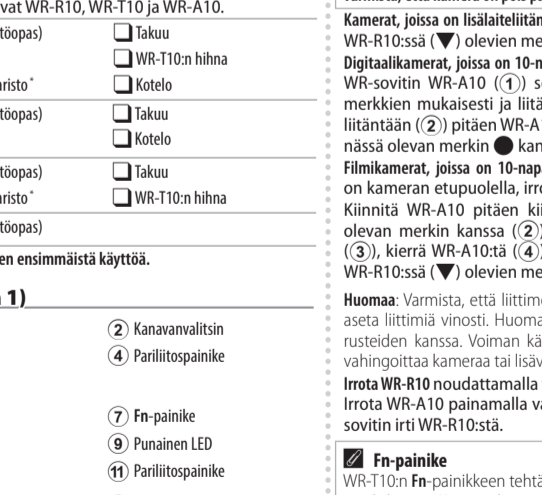 vat WR-R10, WR-T10 ja WR-A10.
töopas)
Takuu
WR-T10:n hihna
aristo*
Kotelo
töopas)
Takuu
Kotelo
töopas)
Takuu
aristo*
WR-T10:n hihna
töopas)
en ensimmäistä käyttöä.
1)
2 Kanavanvalitsin
4 Pariliitospainike
7 Fn-painike
9 Punainen LED
11 Pariliitospainike
Kamerat, joissa on lisälaiteliitän
WR-R10:ssä (▼) olevien me
Digitaalikamerat, joissa on 10-n
WR-sovitin WR-A10 (1) s
merkkien mukaisesti ja liitä
liitäntään (2) pitäen WR-A1
nässä olevan merkin ● kan
Filmikamerat, joissa on 10-napa
on kameran etupuolella, irro
Kiinnitä WR-A10 pitäen kii
olevan merkin kanssa (2)
(3), kierrä WR-A10:tä (4)
WR-R10:ssä (▼) olevien me
Huomaa: Varmista, että liittime
aseta liittimiä vinosti. Huoma
rusteiden kanssa. Voiman kä
vahingoittaa kameraa tai lisäv
Irrota WR-R10 noudattamalla
Irrota WR-A10 painamalla va
sovitin irti WR-R10:stä.
Fn-painike
WR-T10:n Fn-painikkeen tehtä